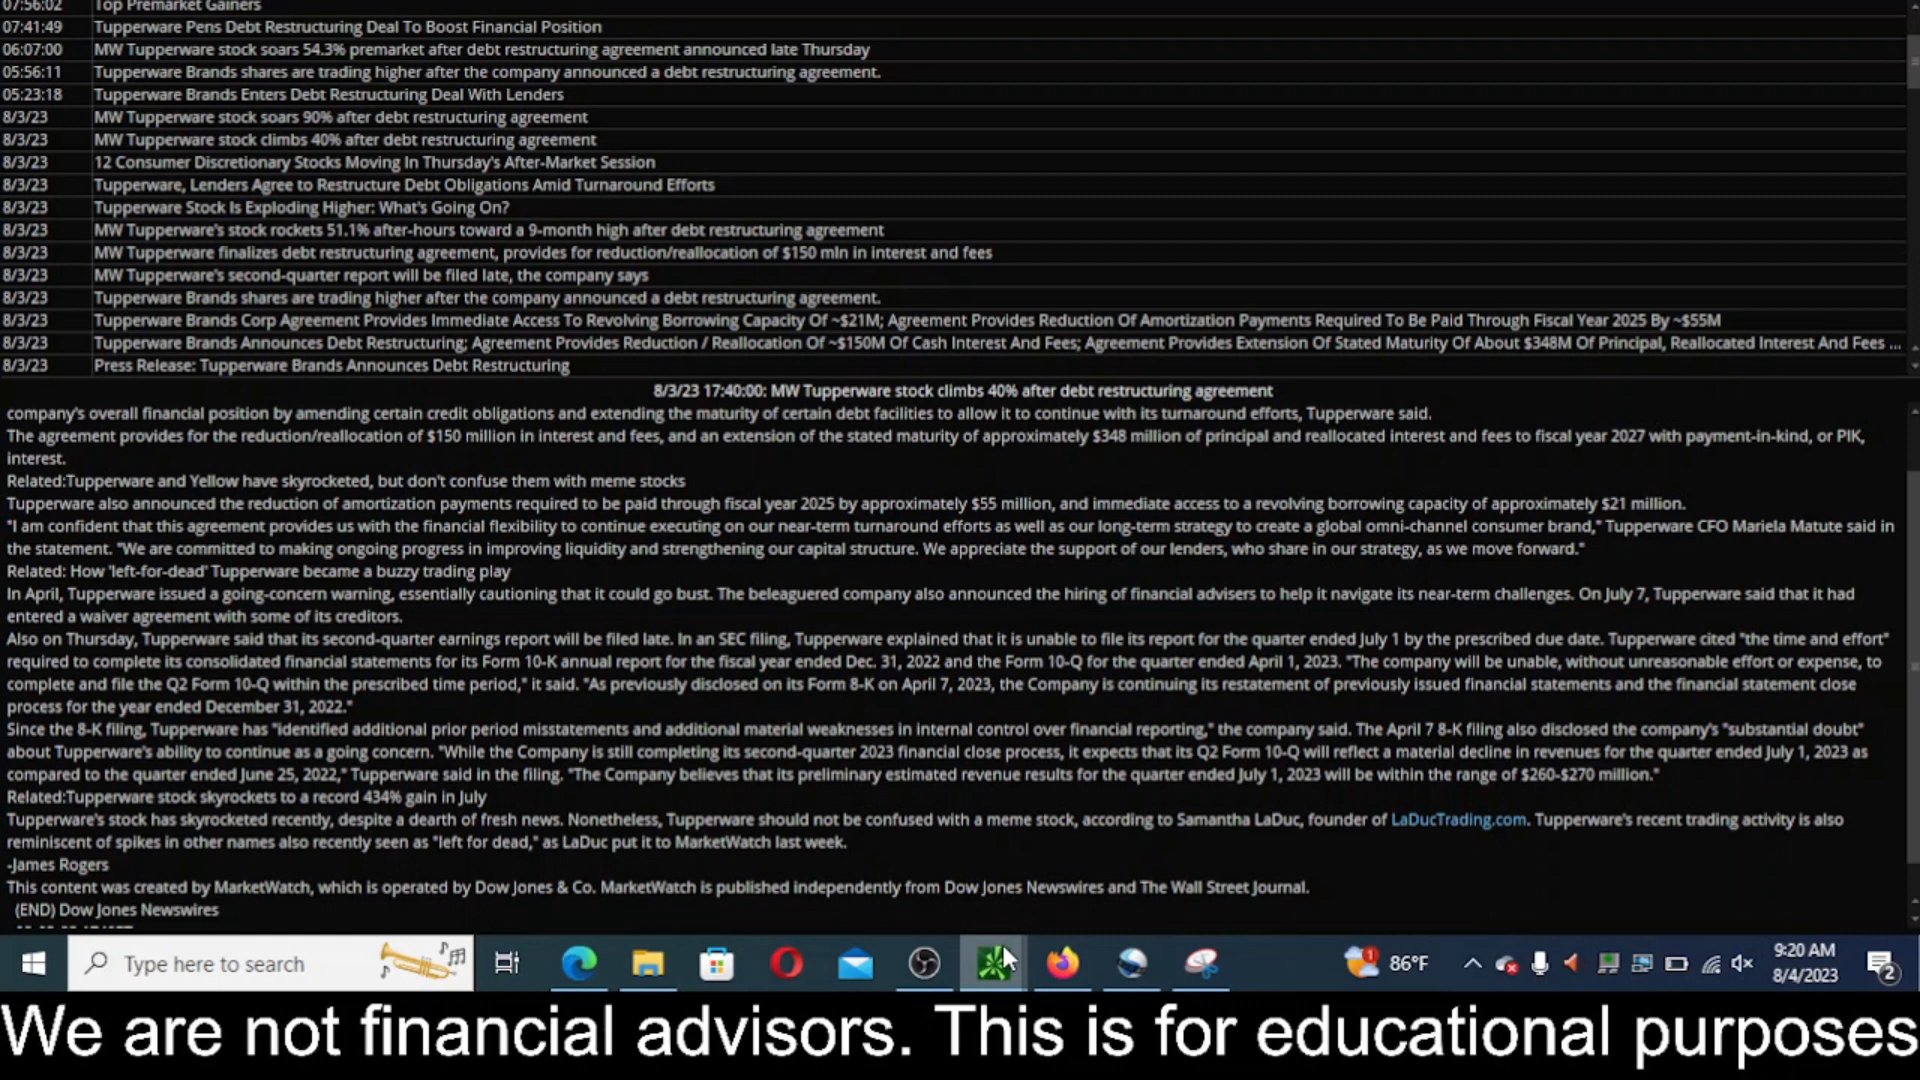 07:56:02 Top Premarket Gainers
07:41:49 Tupperware Pens Debt Restructuring Deal To Boost Financial Position
06:07:00 MW Tupperware stock soars 54.3% premarket after debt restructuring agreement announced late Thursday
05:56:11 Tupperware Brands shares are trading higher after the company announced a debt restructuring agreement.
05:23:18 Tupperware Brands Enters Debt Restructuring Deal With Lenders
8/3/23 MW Tupperware stock soars 90% after debt restructuring agreement
8/3/23 MW Tupperware stock climbs 40% after debt restructuring agreement
8/3/23 12 Consumer Discretionary Stocks Moving In Thursday's After-Market Session
8/3/23 Tupperware, Lenders Agree to Restructure Debt Obligations Amid Turnaround Efforts
8/3/23 Tupperware Stock Is Exploding Higher: What's Going On?
8/3/23 MW Tupperware's stock rockets 51.1% after-hours toward a 9-month high after debt restructuring agreement
8/3/23 MW Tupperware finalizes debt restructuring agreement, provides for reduction/reallocation of $150 mln in interest and fees
8/3/23 MW Tupperware's second-quarter report will be filed late, the company says
8/3/23 Tupperware Brands shares are trading higher after the company announced a debt restructuring agreement.
8/3/23 Tupperware Brands Corp Agreement Provides Immediate Access To Revolving Borrowing Capacity Of ~$21M; Agreement Provides Reduction Of Amortization Payments Required To Be Paid Through Fiscal Year 2025 By ~$55M
8/3/23 Tupperware Brands Announces Debt Restructuring; Agreement Provides Reduction / Reallocation Of ~$150M Of Cash Interest And Fees; Agreement Provides Extension Of Stated Maturity Of About $348M Of Principal, Reallocated Interest And Fees ...
8/3/23 Press Release: Tupperware Brands Announces Debt Restructuring
8/3/23 17:40:00: MW Tupperware stock climbs 40% after debt restructuring agreement
company's overall financial position by amending certain credit obligations and extending the maturity of certain debt facilities to allow it to continue with its turnaround efforts, Tupperware said.
The agreement provides for the reduction/reallocation of $150 million in interest and fees, and an extension of the stated maturity of approximately $348 million of principal and reallocated interest and fees to fiscal year 2027 with payment-in-kind, or PIK,
interest.
Related:Tupperware and Yellow have skyrocketed, but don't confuse them with meme stocks
Tupperware also announced the reduction of amortization payments required to be paid through fiscal year 2025 by approximately $55 million, and immediate access to a revolving borrowing capacity of approximately $21 million.
"I am confident that this agreement provides us with the financial flexibility to continue executing on our near-term turnaround efforts as well as our long-term strategy to create a global omni-channel consumer brand," Tupperware CFO Mariela Matute said in
the statement. "We are committed to making ongoing progress in improving liquidity and strengthening our capital structure. We appreciate the support of our lenders, who share in our strategy, as we move forward."
Related: How 'left-for-dead' Tupperware became a buzzy trading play
In April, Tupperware issued a going-concern warning, essentially cautioning that it could go bust. The beleaguered company also announced the hiring of financial advisers to help it navigate its near-term challenges. On July 7, Tupperware said that it had
entered a waiver agreement with some of its creditors.
Also on Thursday, Tupperware said that its second-quarter earnings report will be filed late. In an SEC filing, Tupperware explained that it is unable to file its report for the quarter ended July 1 by the prescribed due date. Tupperware cited "the time and effort"
required to complete its consolidated financial statements for its Form 10-K annual report for the fiscal year ended Dec. 31, 2022 and the Form 10-Q for the quarter ended April 1, 2023. "The company will be unable, without unreasonable effort or expense, to
complete and file the Q2 Form 10-Q within the prescribed time period," it said. "As previously disclosed on its Form 8-K on April 7, 2023, the Company is continuing its restatement of previously issued financial statements and the financial statement close
process for the year ended December 31, 2022."
Since the 8-K filing, Tupperware has "identified additional prior period misstatements and additional material weaknesses in internal control over financial reporting," the company said. The April 7 8-K filing also disclosed the company's "substantial doubt"
about Tupperware's ability to continue as a going concern. "While the Company is still completing its second-quarter 2023 financial close process, it expects that its Q2 Form 10-Q will reflect a material decline in revenues for the quarter ended July 1, 2023 as
compared to the quarter ended June 25, 2022," Tupperware said in the filing. "The Company believes that its preliminary estimated revenue results for the quarter ended July 1, 2023 will be within the range of $260-$270 million."
Related:Tupperware stock skyrockets to a record 434% gain in July
Tupperware's stock has skyrocketed recently, despite a dearth of fresh news. Nonetheless, Tupperware should not be confused with a meme stock, according to Samantha LaDuc, founder of LaDucTrading.com. Tupperware's recent trading activity is also
reminiscent of spikes in other names also recently seen as "left for dead," as LaDuc put it to MarketWatch last week.
-James Rogers
This content was created by MarketWatch, which is operated by Dow Jones & Co. MarketWatch is published independently from Dow Jones Newswires and The Wall Street Journal.
(END) Dow Jones Newswires
Type here to search
1
86°F
9:20 AM
8/4/2023
2
We are not financial advisors. This is for educational purposes